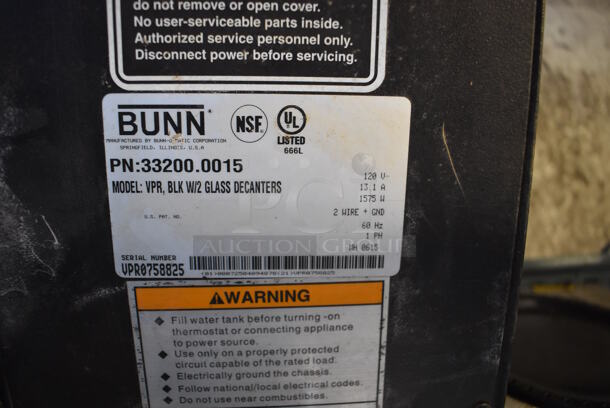 do not remove or open cover.
No user-serviceable parts inside.
Authorized service personnel only.
Disconnect power before servicing.
BUNN
NSF
UL
LISTED
666L
MANUFACTURED BY BUNN-O-MATIC CORPORATION
SPRINGFIELD, ILLINOIS, U.S.A
PN:33200.0015
MODEL: VPR, BLK W/2 GLASS DECANTERS
120 V~
13.1 A
1575 W
2 WIRE + GND
60 Hz
1 PH
WH 0615
U.S. PAT. NO.
PCI
AUCTION GROUP
SERIAL NUMBER
VPR0758825
WARNING
Fill water tank before turning -on
thermostat or connecting appliance
to power source.
Use only on a properly protected
circuit capable of the rated load.
Electrically ground the chassis.
Follow national/local electrical codes.
Do not use near combustibles.